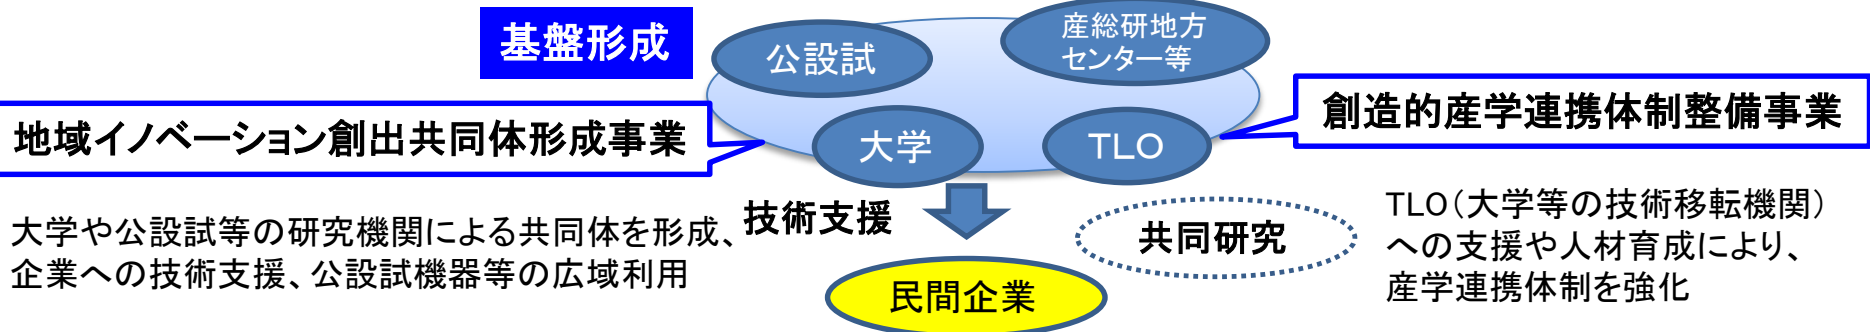 基盤形成
公設試
産総研地方
センター等
地域イノベーション創出共同体形成事業
創造的産学連携体制整備事業
大学
TLO
大学や公設試等の研究機関による共同体を形成、
企業への技術支援、公設試機器等の広域利用
技術支援
共同研究
TLO（大学等の技術移転機関）
への支援や人材育成により、
産学連携体制を強化
民間企業